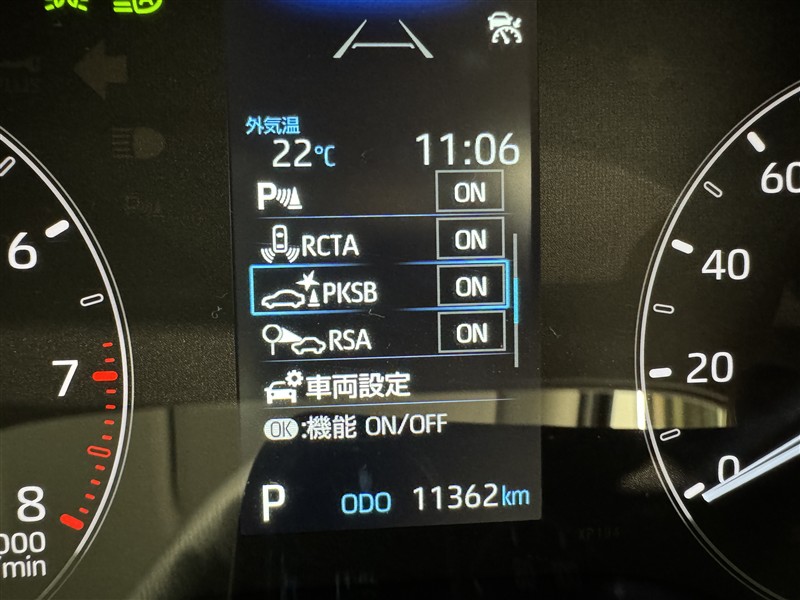 外気温
22℃ 11:06
P ON
RCTA ON
PKSB ON
RSA ON
車両設定
OK:機能 ON/OFF
P ODO 11362km
6
7
8
000
/min
60
40
20
0